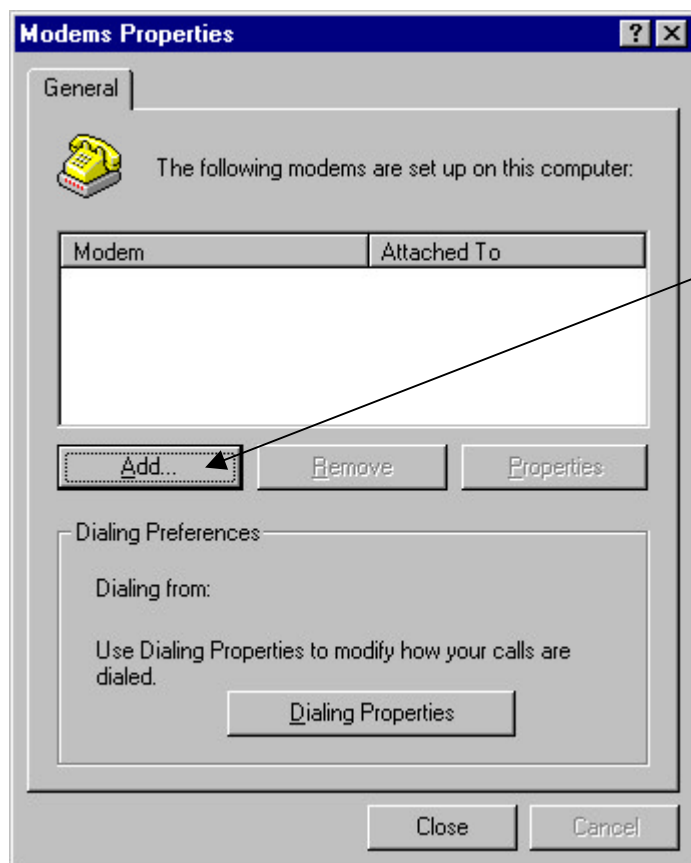 Modems Properties
General
The following modems are set up on this computer:
Modem Attached To
Add... Remove Properties
Dialing Preferences
Dialing from:
Use Dialing Properties to modify how your calls are
dialed.
Dialing Properties
Close Cancel